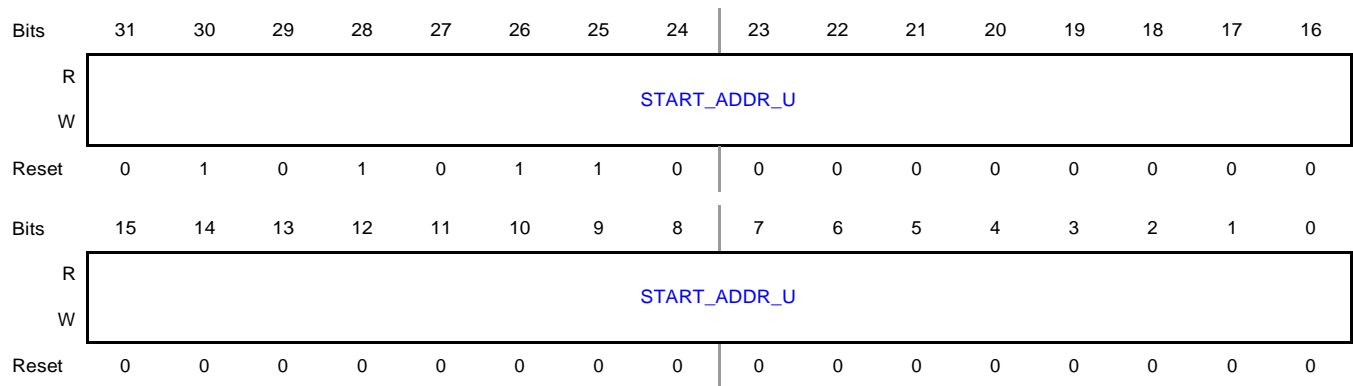 Bits 31 30 29 28 27 26 25 24 23 22 21 20 19 18 17 16
R
START_ADDR_U
W
Reset 0 1 0 1 0 1 1 0 0 0 0 0 0 0 0 0
Bits 15 14 13 12 11 10 9 8 7 6 5 4 3 2 1 0
R
START_ADDR_U
W
Reset 0 0 0 0 0 0 0 0 0 0 0 0 0 0 0 0